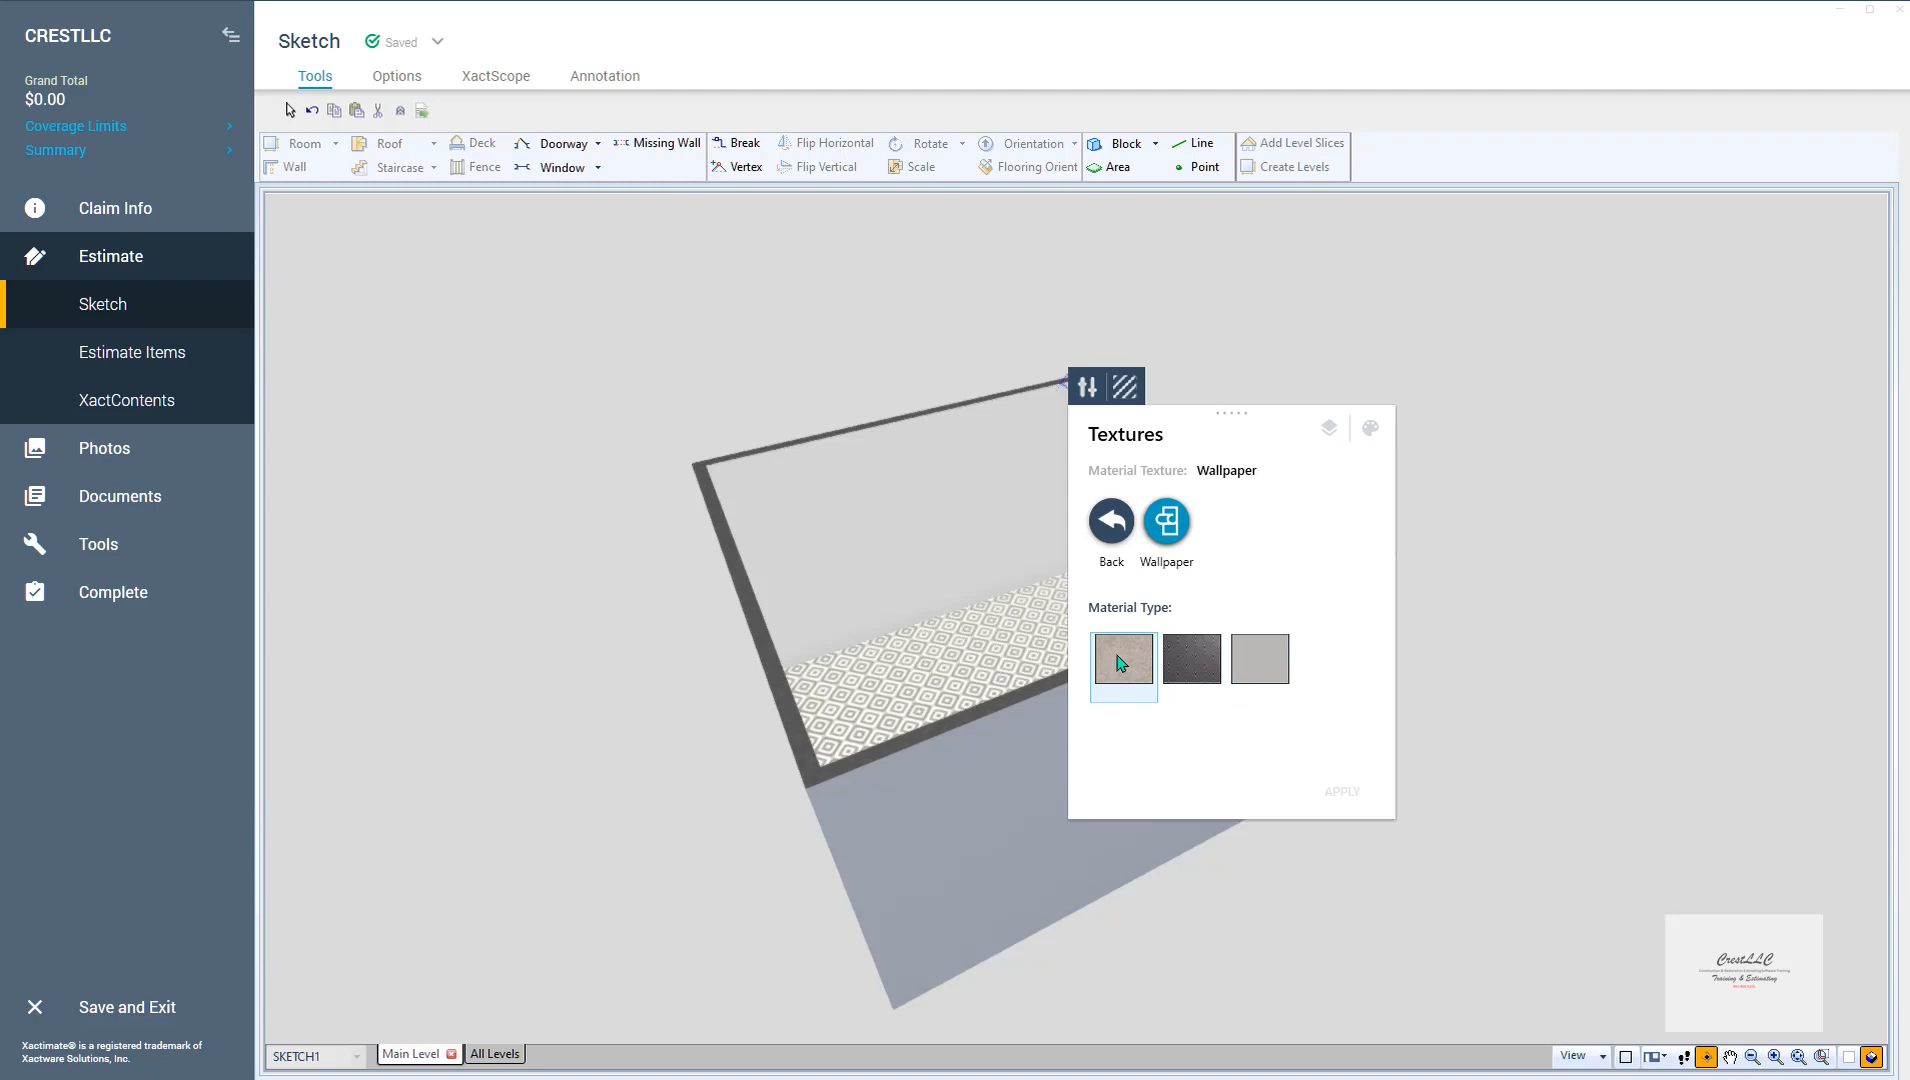 CRESTLLC
Grand Total
$0.00
Coverage Limits
Summary
Claim Info
Estimate
Sketch
Estimate Items
XactContents
Photos
Documents
Tools
Complete
Save and Exit
Xactimate® is a registered trademark of
Xactware Solutions, Inc.
Sketch Saved
Tools Options XactScope Annotation
Room Roof Deck Doorway Missing Wall Break Flip Horizontal Rotate Orientation Block Line Add Level Slices
Wall Staircase Fence Window Vertex Flip Vertical Scale Flooring Orient Area Point Create Levels
Textures
Material Texture: Wallpaper
Back Wallpaper
Material Type:
APPLY
CrestLLC
Training & Estimating
SKETCH1 Main Level All Levels View